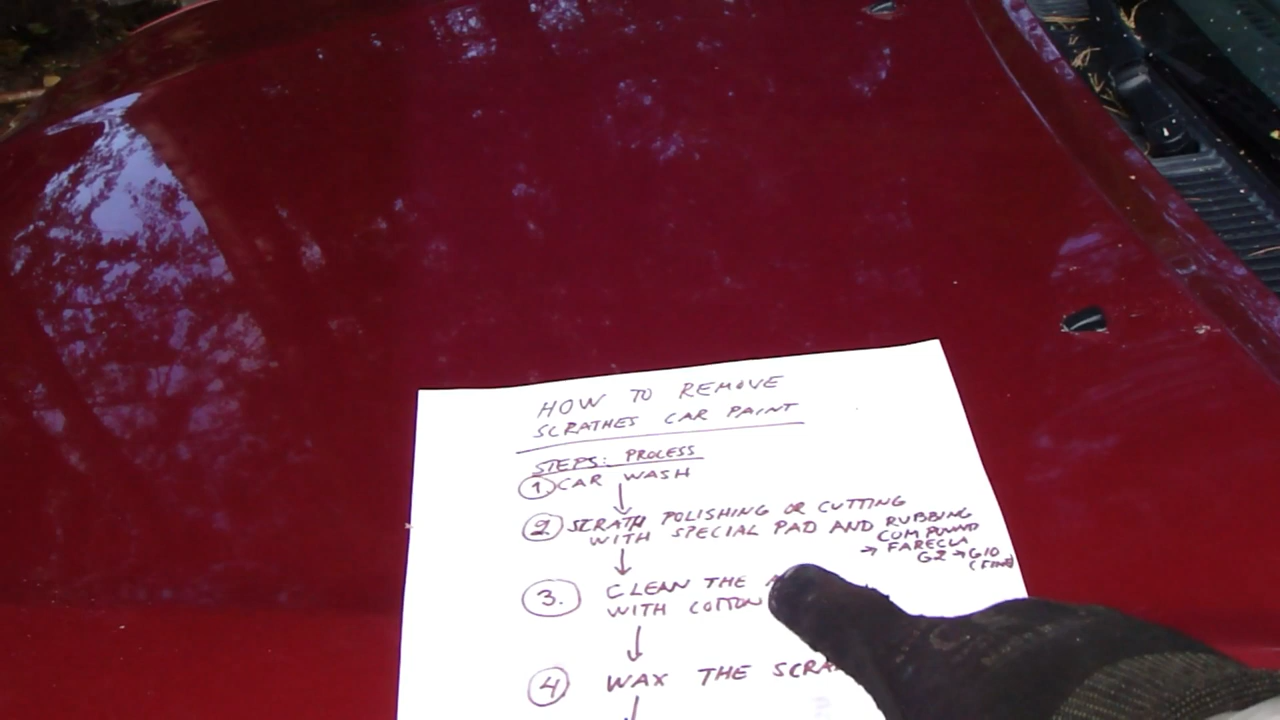 HOW TO REMOVE
SCRATHES CAR PAINT
STEPS: PROCESS
1 CAR WASH
2. SCRATH POLISHING OR CUTTING
WITH SPECIAL PAD AND RUBBING
COMPOUND
→ FARECLA
G2 → G10
(FINE)
3. CLEAN THE
WITH COTTON
4 WAX THE